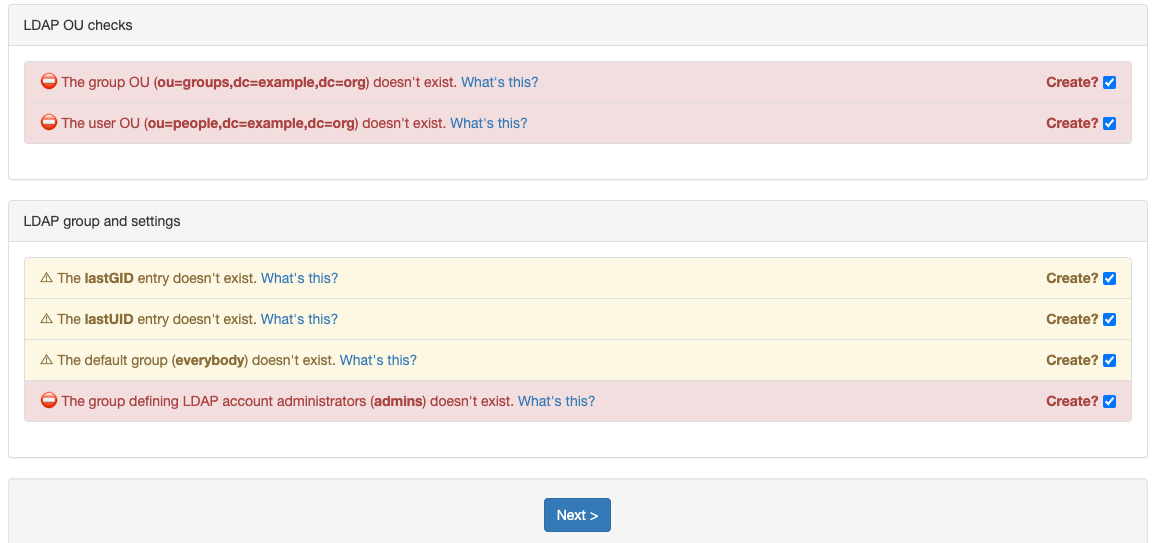 LDAP OU checks
The group OU (ou=groups,dc=example,dc=org) doesn't exist. What's this? Create?
The user OU (ou=people,dc=example,dc=org) doesn't exist. What's this? Create?
LDAP group and settings
The lastGID entry doesn't exist. What's this? Create?
The lastUID entry doesn't exist. What's this? Create?
The default group (everybody) doesn't exist. What's this? Create?
The group defining LDAP account administrators (admins) doesn't exist. What's this? Create?
Next >